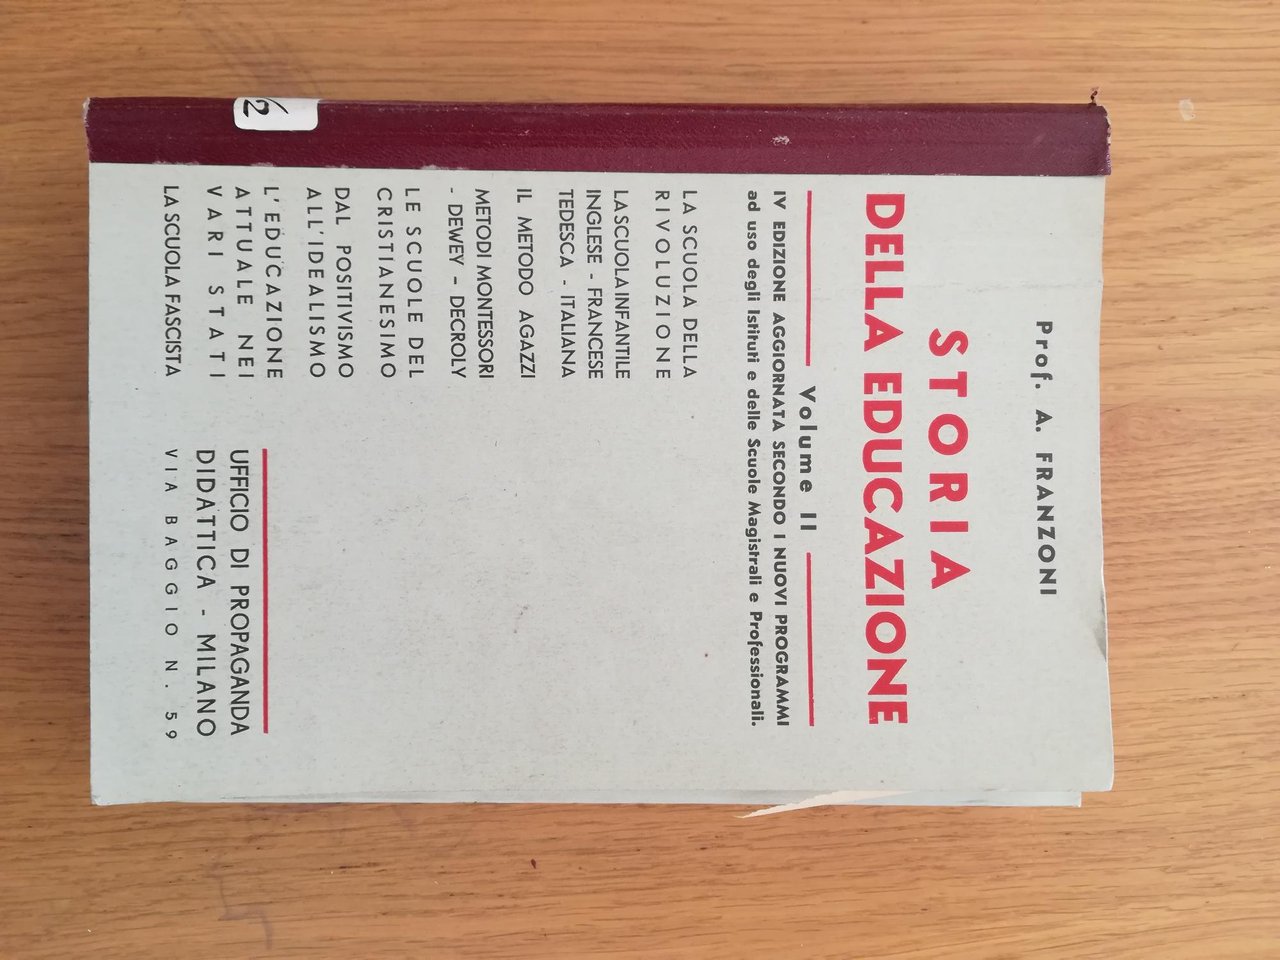 Prof. A. FRANZONI
STORIA
DELLA EDUCAZIONE
Volume II
IV EDIZIONE AGGIORNATA SECONDO I NUOVI PROGRAMMI
ad uso degli Istituti e delle Scuole Magistrali e Professionali.
LA SCUOLA DELLA
RIVOLUZIONE
LA SCUOLA INFANTILE
INGLESE - FRANCESE
TEDESCA - ITALIANA
IL METODO AGAZZI
METODI MONTESSORI
- DEWEY - DECROLY
LE SCUOLE DEL
CRISTIANESIMO
DAL POSITIVISMO
ALL'IDEALISMO
L'EDUCAZIONE
ATTUALE NEI
VARI STATI
LA SCUOLA FASCISTA
UFFICIO DI PROPAGANDA
DIDATTICA - MILANO
VIA BAGGIO N. 59